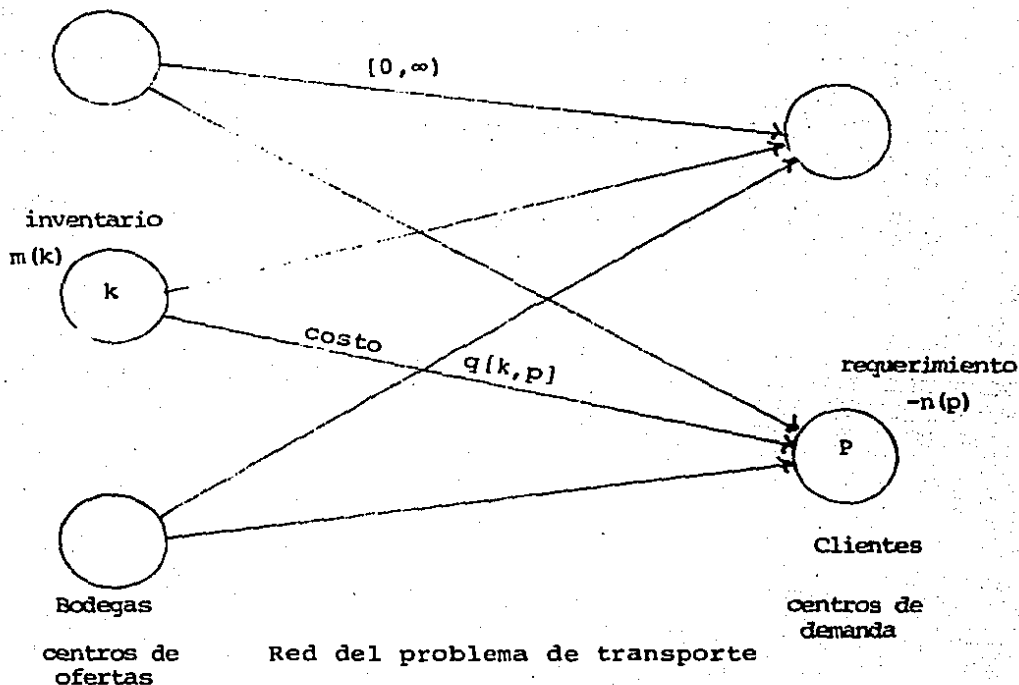 [0,∞)
inventario
m(k)
k
costo
q[k,p]
requerimiento
-n(p)
P
Clientes
Bodegas
centros de
demanda
centros de
ofertas
Red del problema de transporte